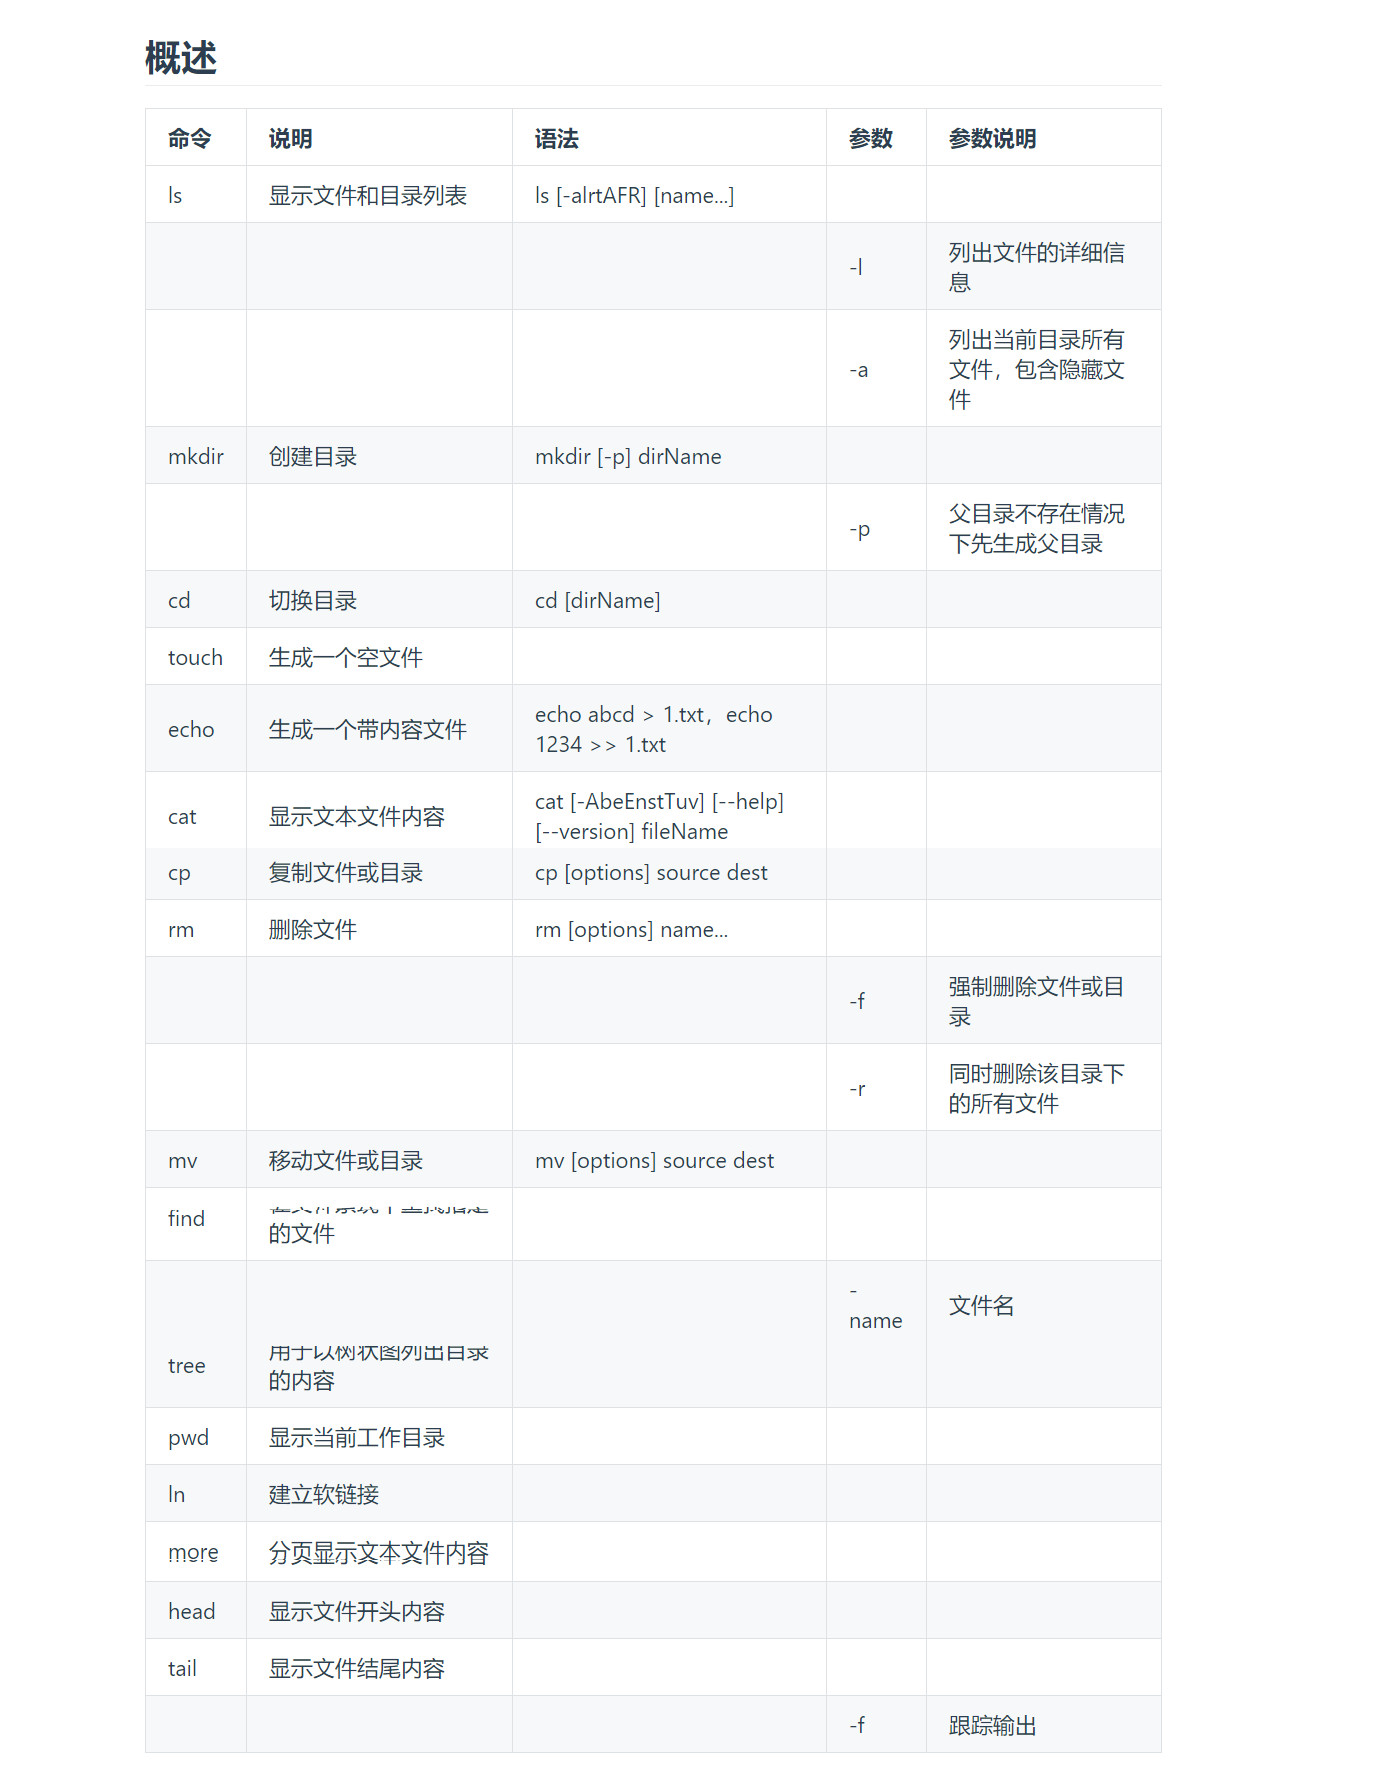 概述
命令 说明 语法 参数 参数说明
ls 显示文件和目录列表 ls [-alrtAFR] [name...]
-l 列出文件的详细信
息
-a 列出当前目录所有
文件，包含隐藏文
件
mkdir 创建目录 mkdir [-p] dirName
-p 父目录不存在情况
下先生成父目录
cd 切换目录 cd [dirName]
touch 生成一个空文件
echo 生成一个带内容文件 echo abcd > 1.txt，echo
1234 >> 1.txt
cat 显示文本文件内容 cat [-AbeEnstTuv] [--help]
[--version] fileName
cp 复制文件或目录 cp [options] source dest
rm 删除文件 rm [options] name...
-f 强制删除文件或目
录
-r 同时删除该目录下
的所有文件
mv 移动文件或目录 mv [options] source dest
find
的文件
-
name 文件名
tree 用于以树状图列出目录
的内容
pwd 显示当前工作目录
ln 建立软链接
more 分页显示文本文件内容
head 显示文件开头内容
tail 显示文件结尾内容
-f 跟踪输出